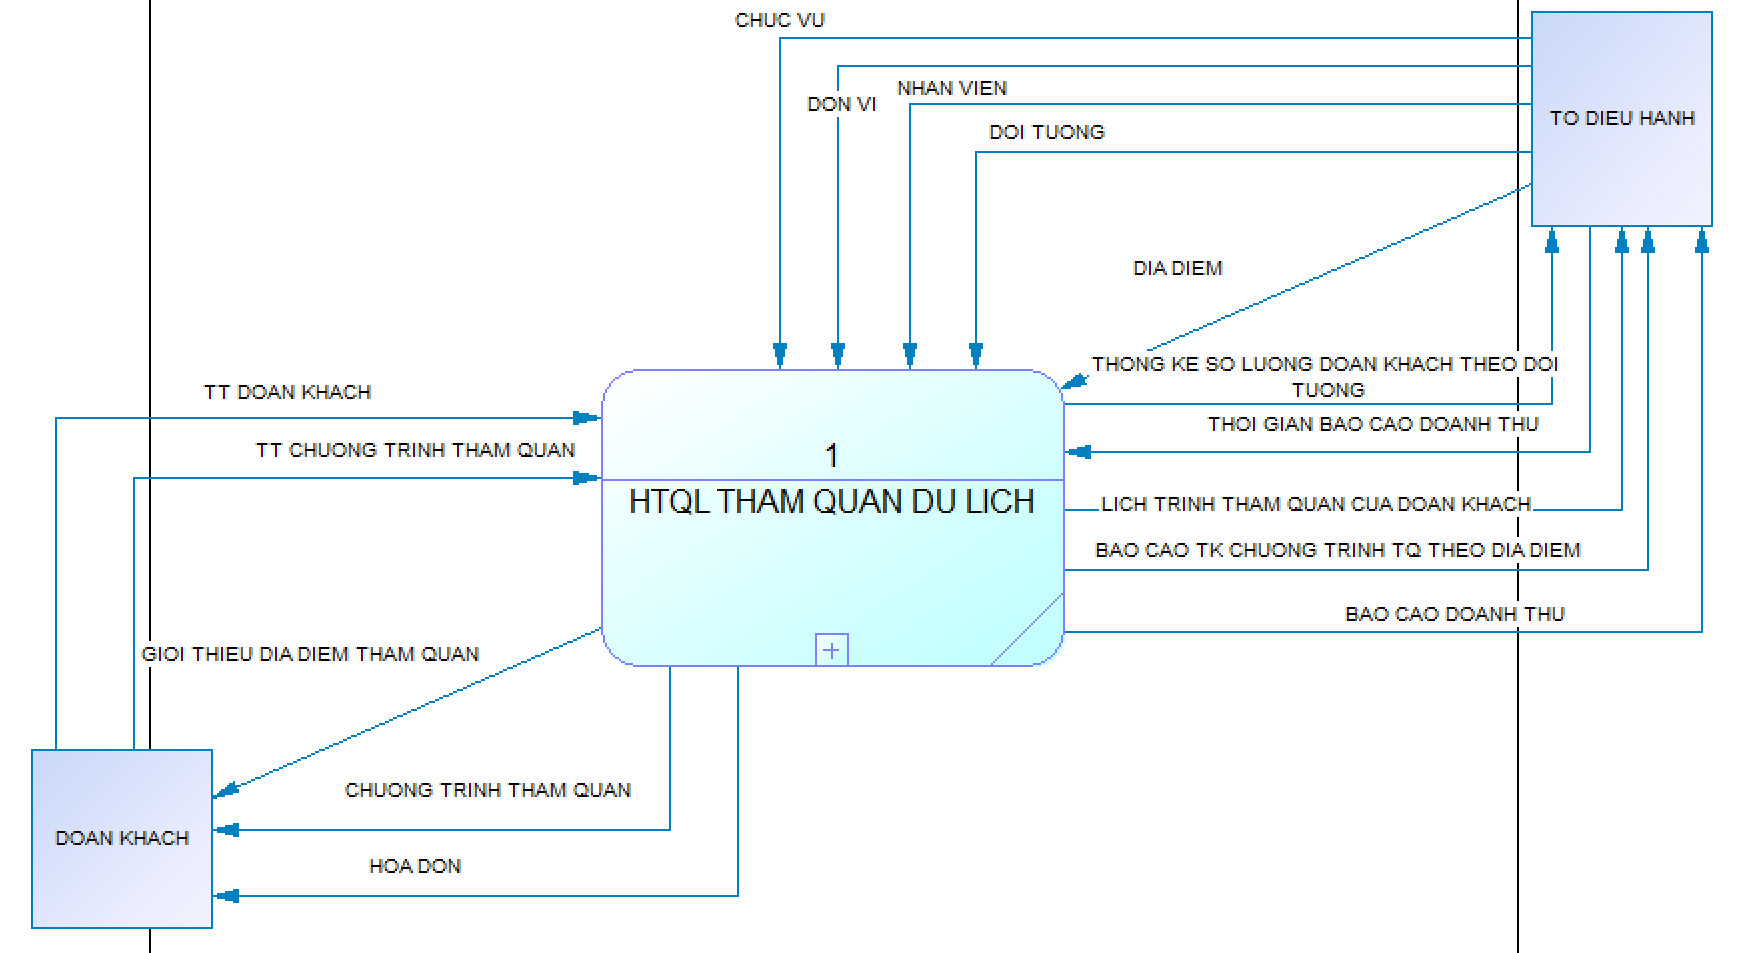 CHUC VU
NHAN VIEN
DON VI
TO DIEU HANH
DOI TUONG
DIA DIEM
THONG KE SO LUONG DOAN KHACH THEO DOI
TUONG
TT DOAN KHACH
THOI GIAN BAO CAO DOANH THU
TT CHUONG TRINH THAM QUAN
1
HTQL THAM QUAN DU LICH
LICH TRINH THAM QUAN CUA DOAN KHACH
BAO CAO TK CHUONG TRINH TQ THEO DIA DIEM
BAO CAO DOANH THU
GIOI THIEU DIA DIEM THAM QUAN
CHUONG TRINH THAM QUAN
DOAN KHACH
HOA DON